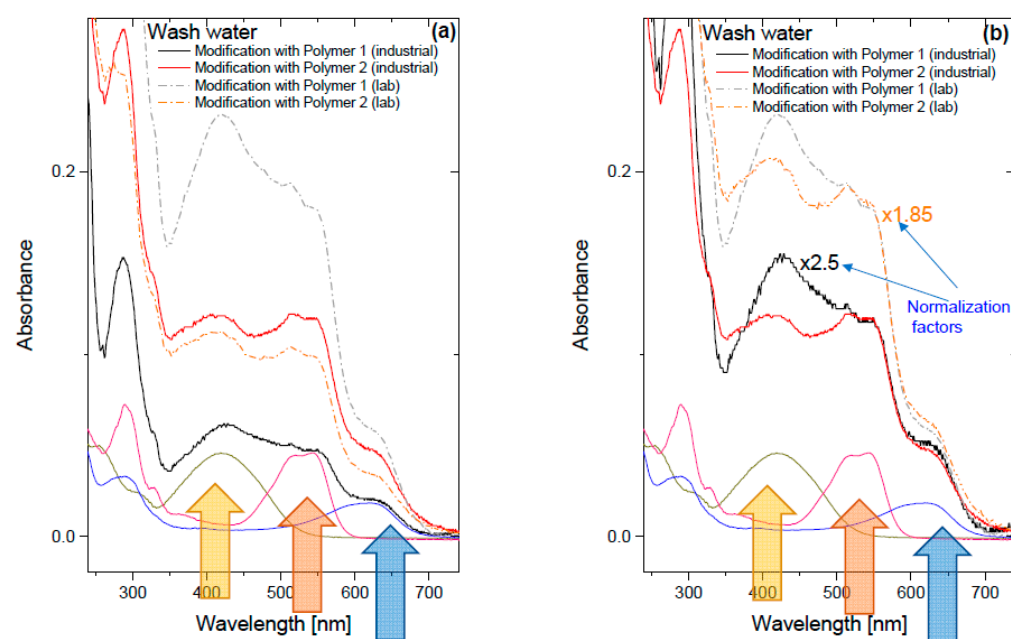 Wash water
(a)
Modification with Polymer 1 (industrial)
Modification with Polymer 2 (industrial)
Modification with Polymer 1 (lab)
Modification with Polymer 2 (lab)
0.2
0.0
Absorbance
300 400 500 600 700
Wavelength [nm]
Wash water
(b)
Modification with Polymer 1 (industrial)
Modification with Polymer 2 (industrial)
Modification with Polymer 1 (lab)
Modification with Polymer 2 (lab)
0.2
x1.85
x2.5
Normalization
factors
0.0
Absorbance
300 400 500 600 700
Wavelength [nm]